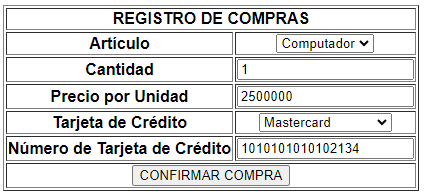 REGISTRO DE COMPRAS
Artículo Computador
Cantidad 1
Precio por Unidad 2500000
Tarjeta de Crédito Mastercard
Número de Tarjeta de Crédito 1010101010102134
CONFIRMAR COMPRA